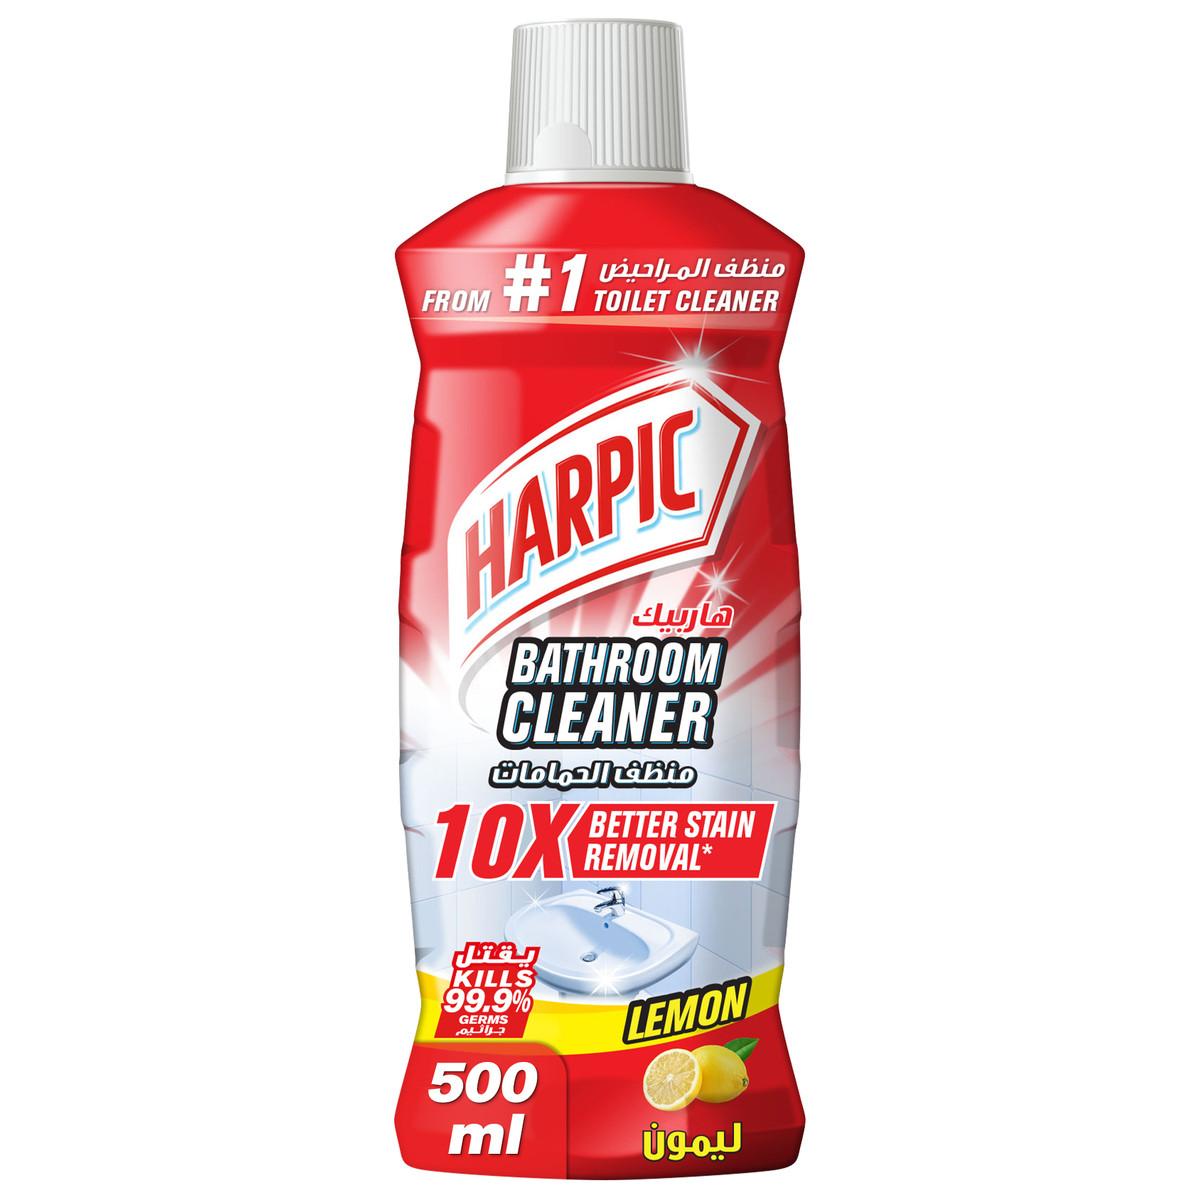 منظف المراحيض
FROM #1 TOILET CLEANER
HARPIC
هاربيك
BATHROOM
CLEANER
منظف الحمامات
10X BETTER STAIN
REMOVAL*
يقتل
KILLS
99.9%
GERMS
جراثيم
LEMON
500
ml
ليمون